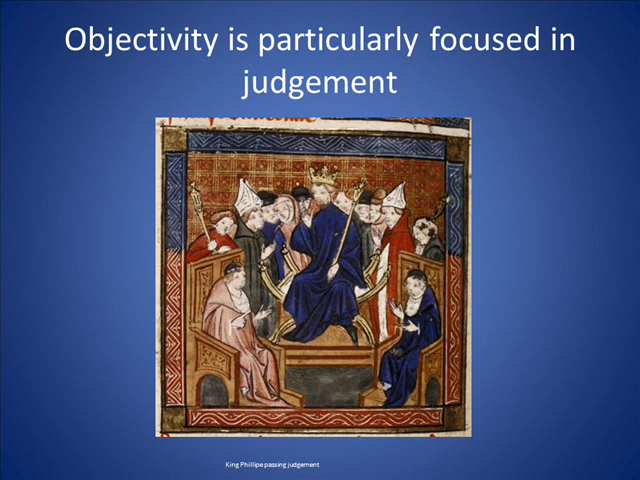 Objectivity is particularly focused in
judgement
King Phillipe passing judgement